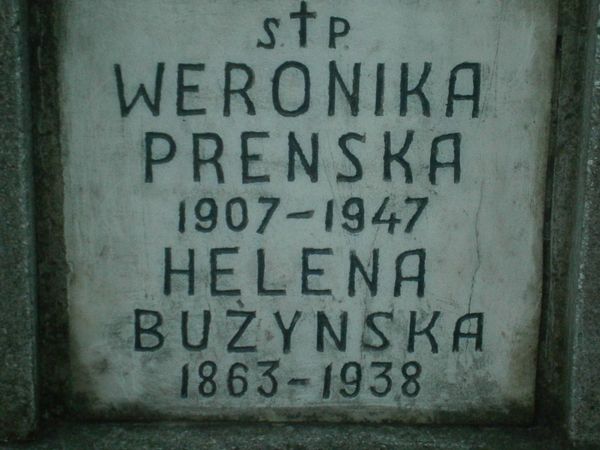 S.†P.
WERONIKA
PRENSKA
1907-1947
HELENA
BUŻYNSKA
1863-1938